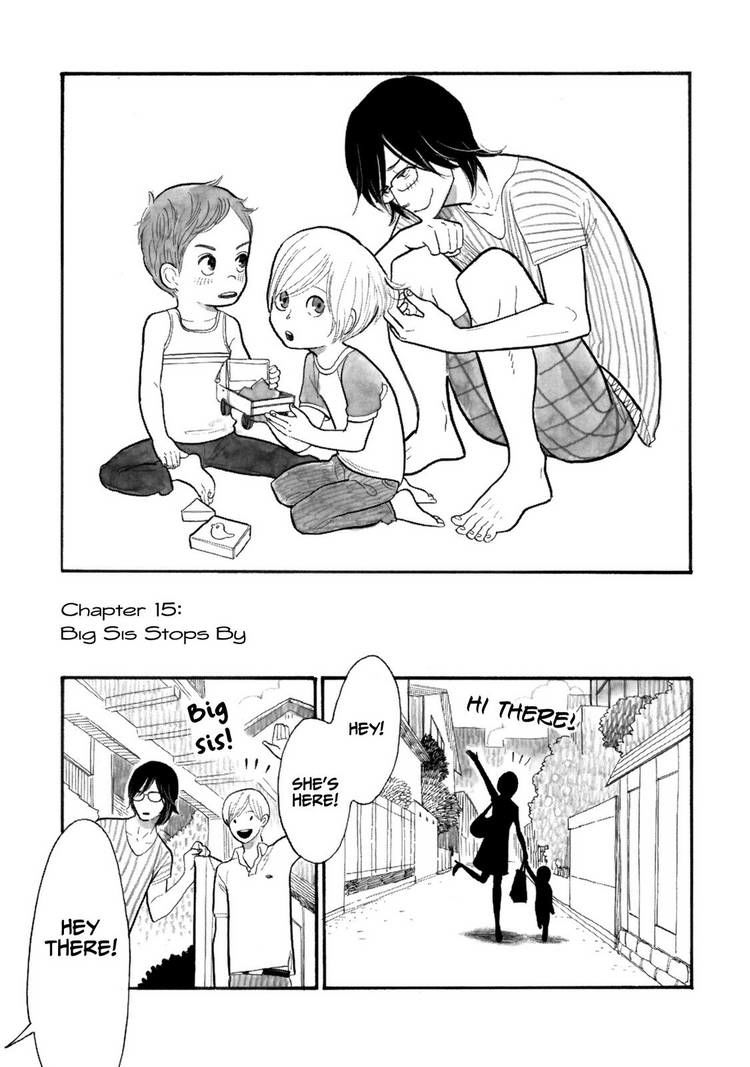 Chapter 15:
Big Sis Stops By
HI THERE!
HEY!
SHE'S
HERE!
Big
sis!
HEY
THERE!